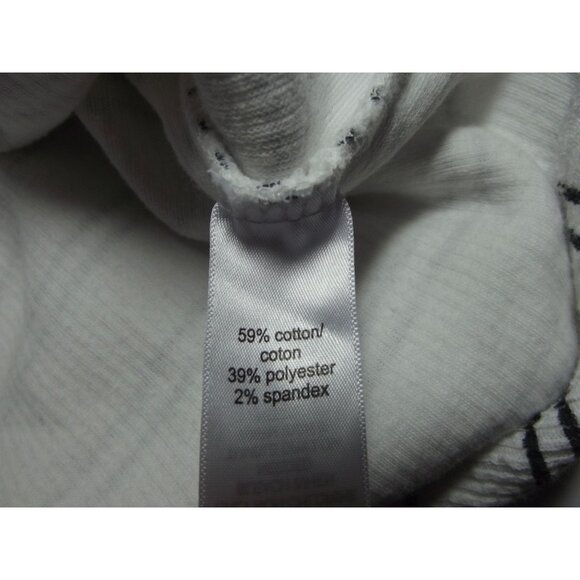 59% cotton/
coton
39% polyester
2% spandex